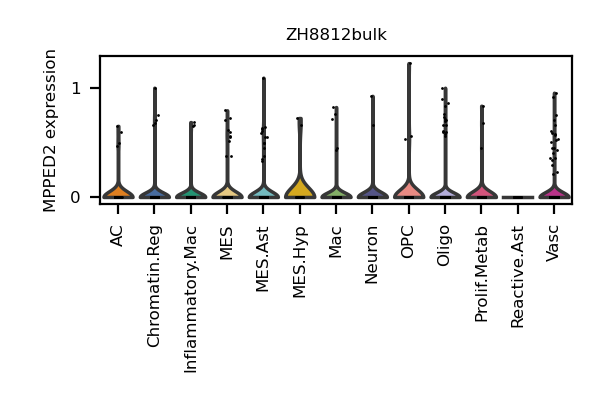 ZH8812bulk
MPPED2 expression
1
0
AC
Chromatin.Reg
Inflammatory.Mac
MES
MES.Ast
MES.Hyp
Mac
Neuron
OPC
Oligo
Prolif.Metab
Reactive.Ast
Vasc